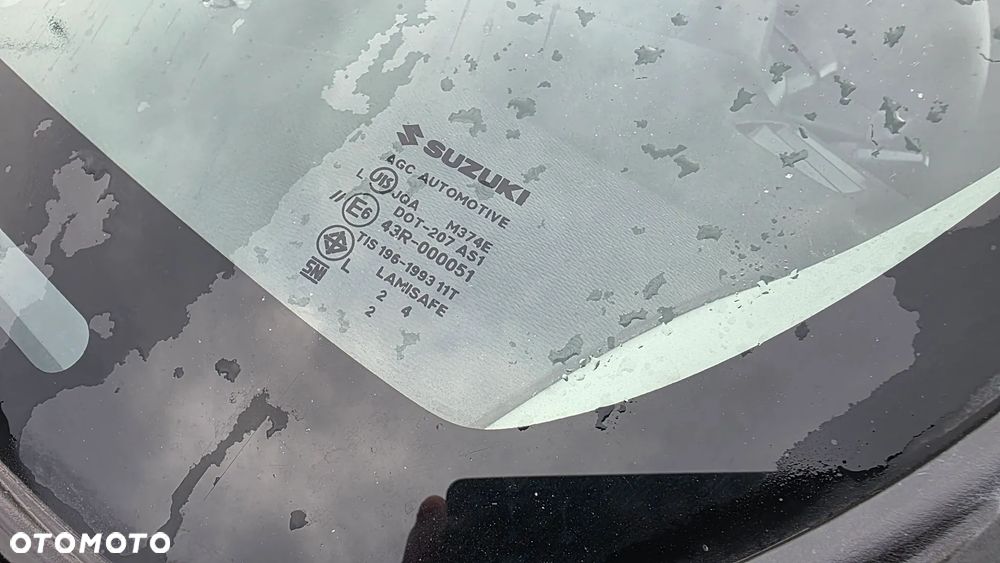 SUZUKI
AGC AUTOMOTIVE
L JIS JQA M374E
// E6 DOT-207 AS1
43R-000051
TIS 196-1993 11T
L LAMISAFE
2 4
2
OTOMOTO